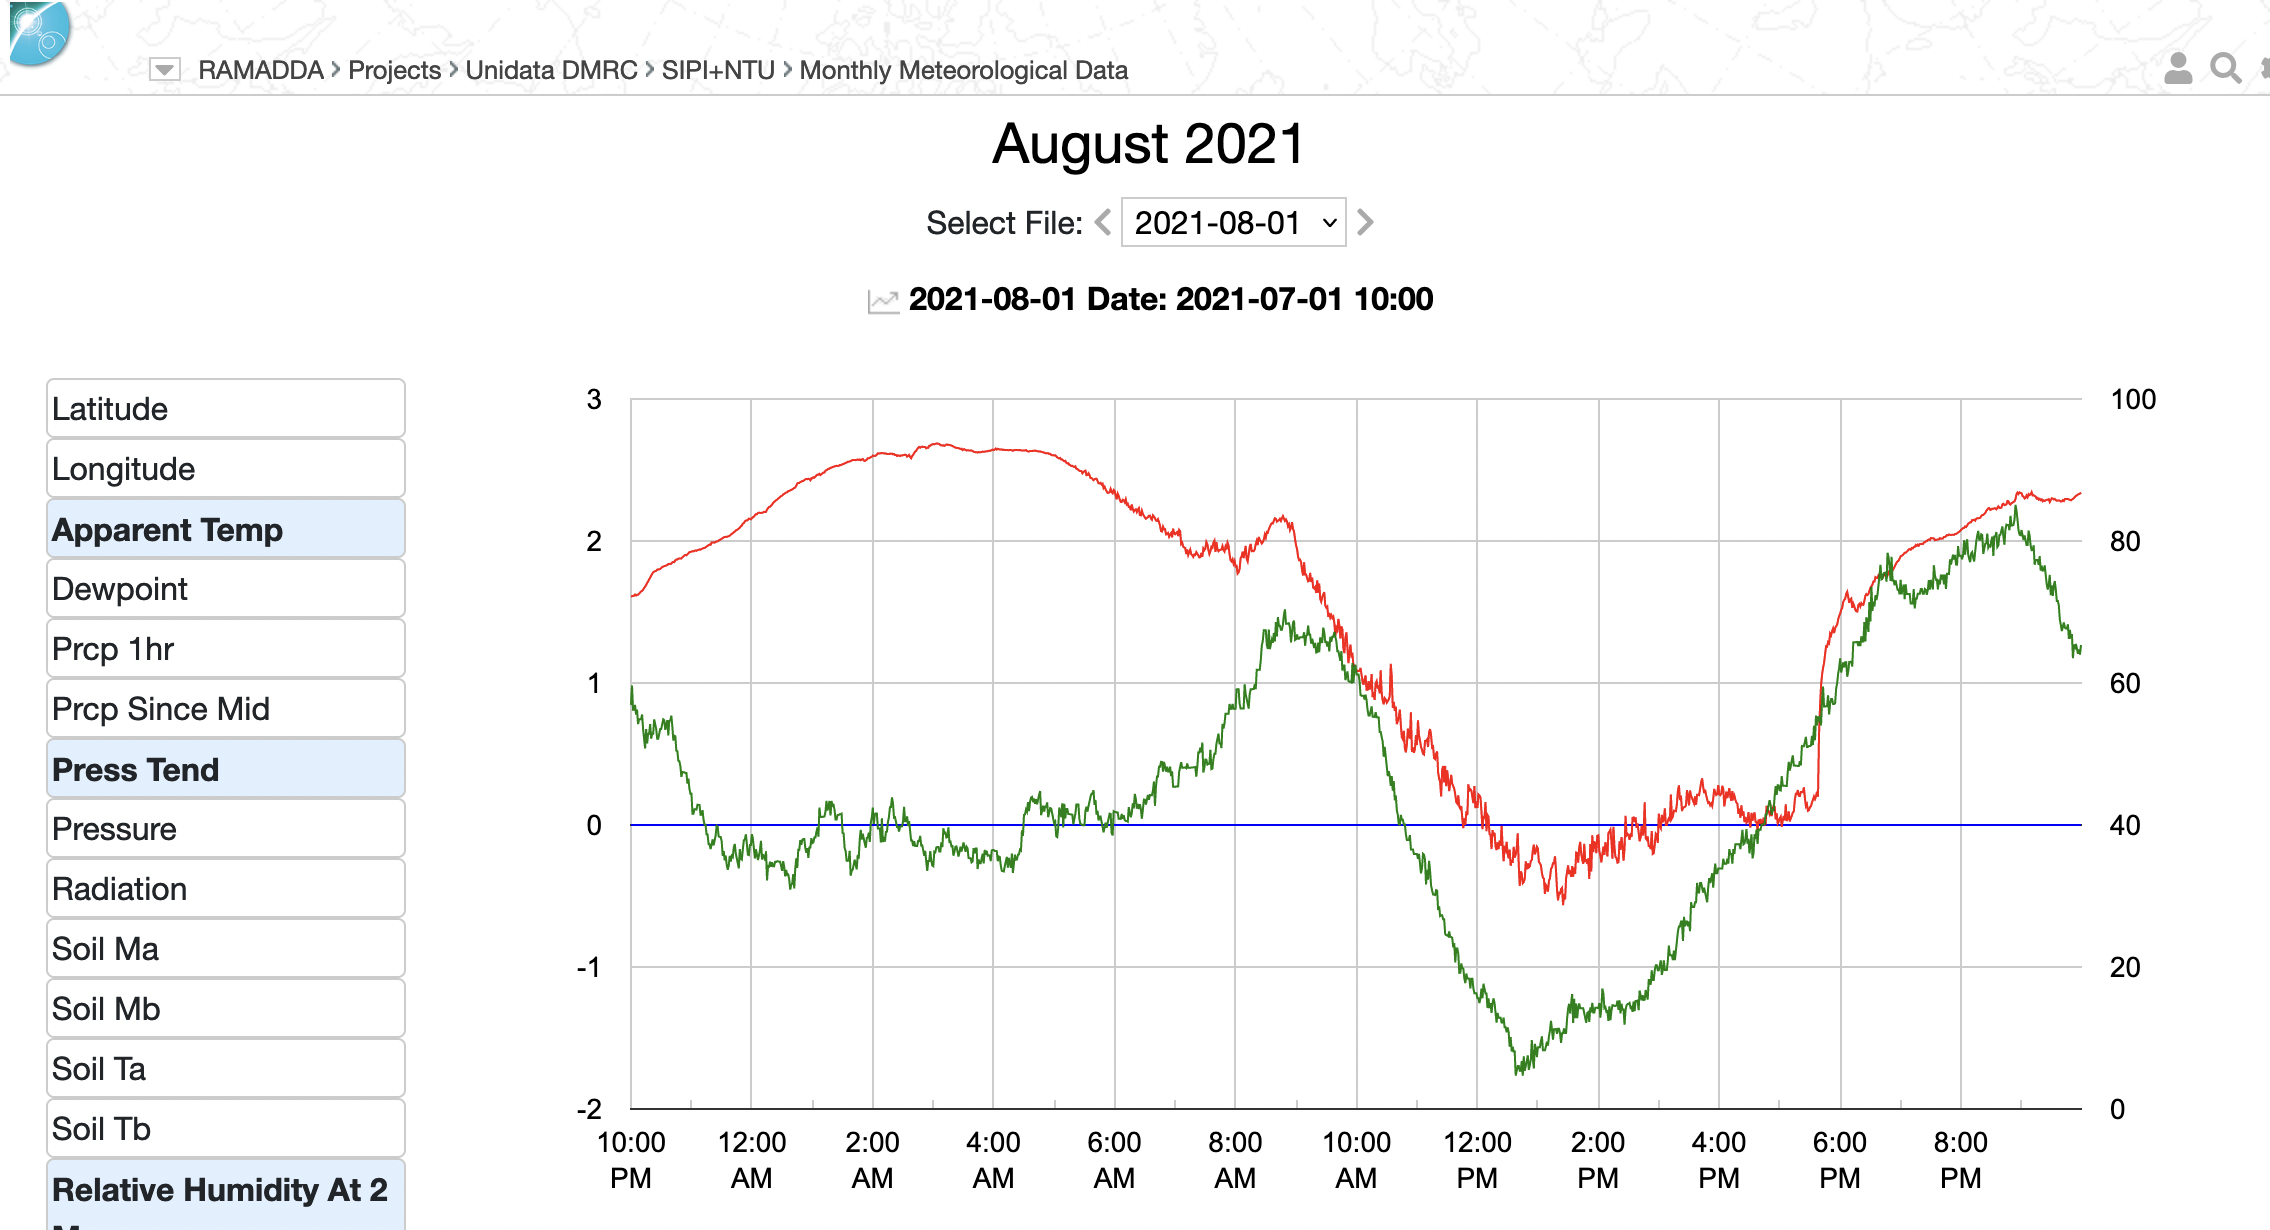 RAMADDA > Projects > Unidata DMRC > SIPI+NTU > Monthly Meteorological Data
August 2021
Select File: < 2021-08-01 >
2021-08-01 Date: 2021-07-01 10:00
Latitude
Longitude
Apparent Temp
Dewpoint
Prcp 1hr
Prcp Since Mid
Press Tend
Pressure
Radiation
Soil Ma
Soil Mb
Soil Ta
Soil Tb
Relative Humidity At 2
3
2
1
0
-1
-2
100
80
60
40
20
0
10:00 12:00 2:00 4:00 6:00 8:00 10:00 12:00 2:00 4:00 6:00 8:00
PM AM AM AM AM AM AM PM PM PM PM PM